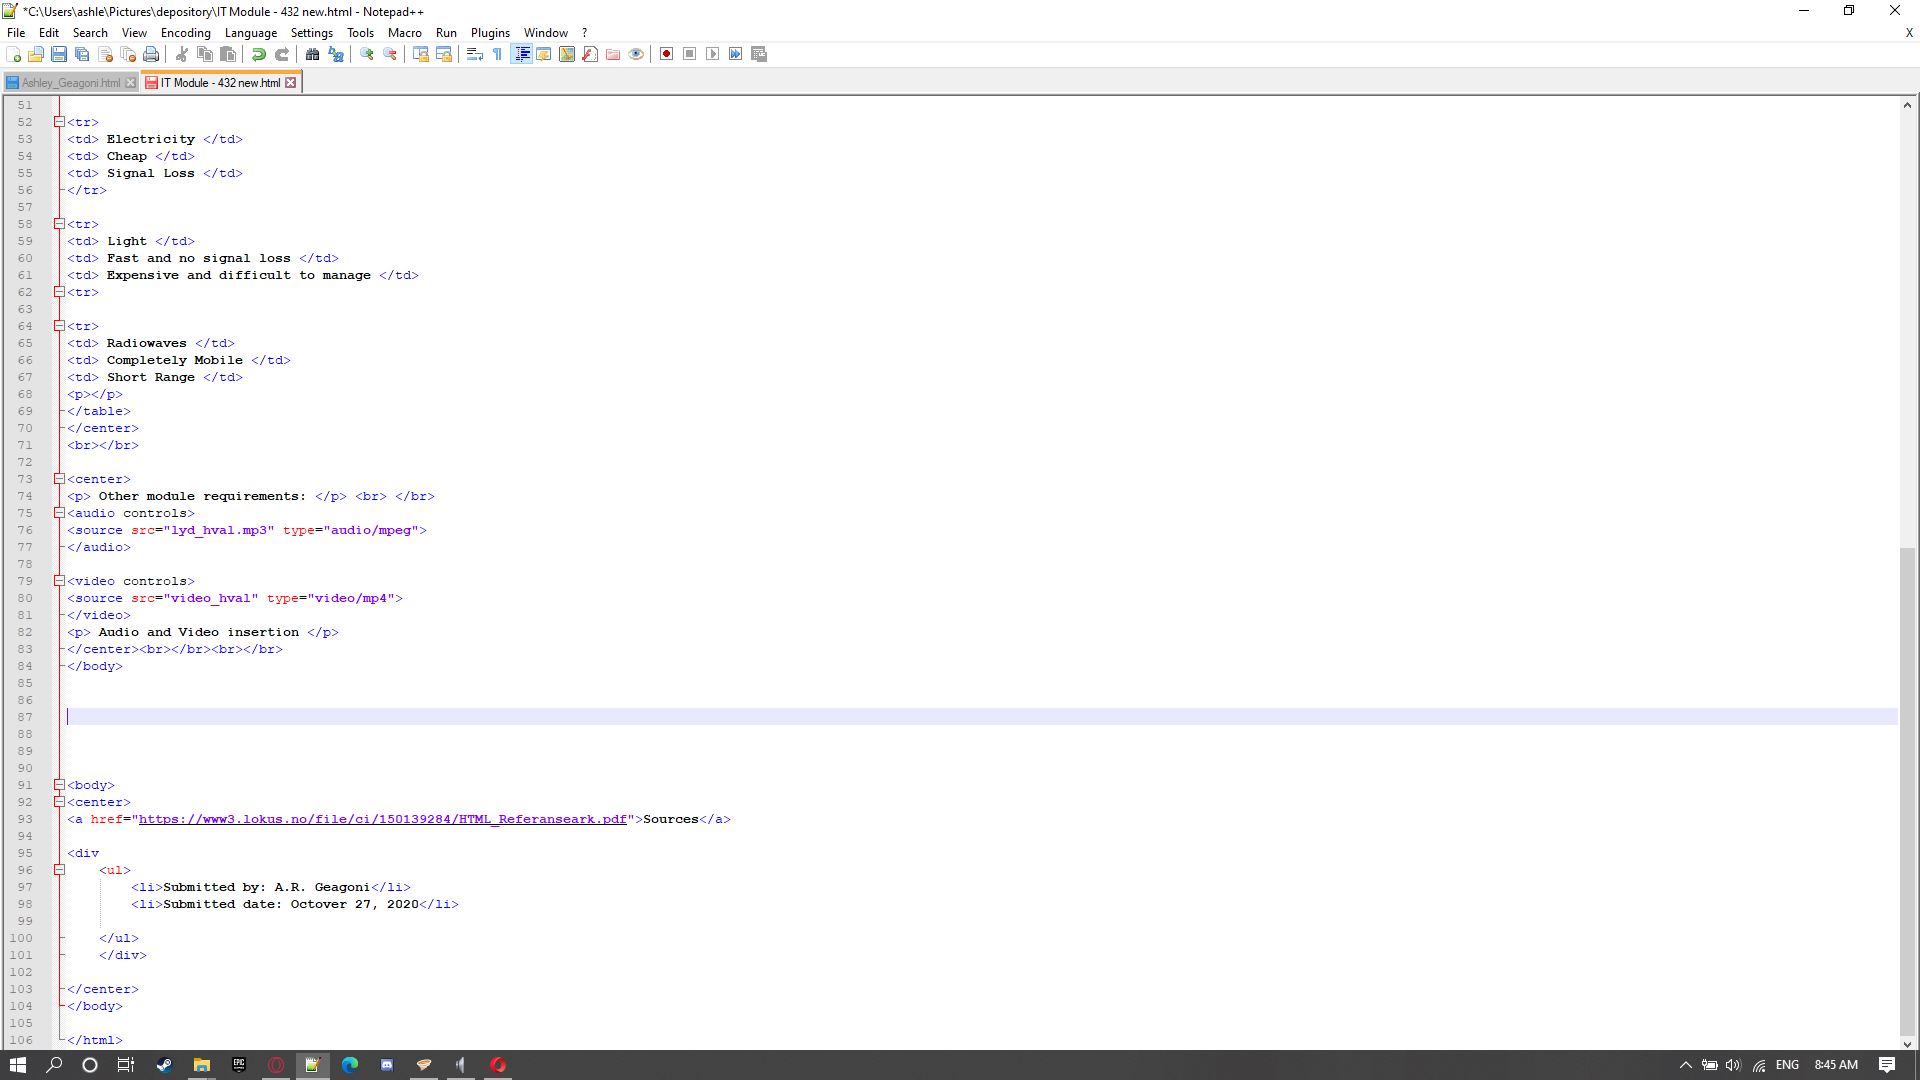 *C:\Users\ashle\Pictures\depository\IT Module - 432 new.html - Notepad++
File Edit Search View Encoding Language Settings Tools Macro Run Plugins Window ? X
Ashley_Geagoni.html IT Module - 432 new.html
51
52 <tr>
53 <td> Electricity </td>
54 <td> Cheap </td>
55 <td> Signal Loss </td>
56 </tr>
57
58 <tr>
59 <td> Light </td>
60 <td> Fast and no signal loss </td>
61 <td> Expensive and difficult to manage </td>
62 <tr>
63
64 <tr>
65 <td> Radiowaves </td>
66 <td> Completely Mobile </td>
67 <td> Short Range </td>
68 <p></p>
69 </table>
70 </center>
71 <br></br>
72
73 <center>
74 <p> Other module requirements: </p> <br> </br>
75 <audio controls>
76 <source src="lyd_hval.mp3" type="audio/mpeg">
77 </audio>
78
79 <video controls>
80 <source src="video_hval" type="video/mp4">
81 </video>
82 <p> Audio and Video insertion </p>
83 </center><br></br><br></br>
84 </body>
85
86
87
88
89
90
91 <body>
92 <center>
93 <a href="https://www3.lokus.no/file/ci/150139284/HTML_Referanseark.pdf">Sources</a>
94
95 <div
96 <ul>
97 <li>Submitted by: A.R. Geagoni</li>
98 <li>Submitted date: Octover 27, 2020</li>
99
100 </ul>
101 </div>
102
103 </center>
104 </body>
105
106 </html>
EPIC ENG 8:45 AM